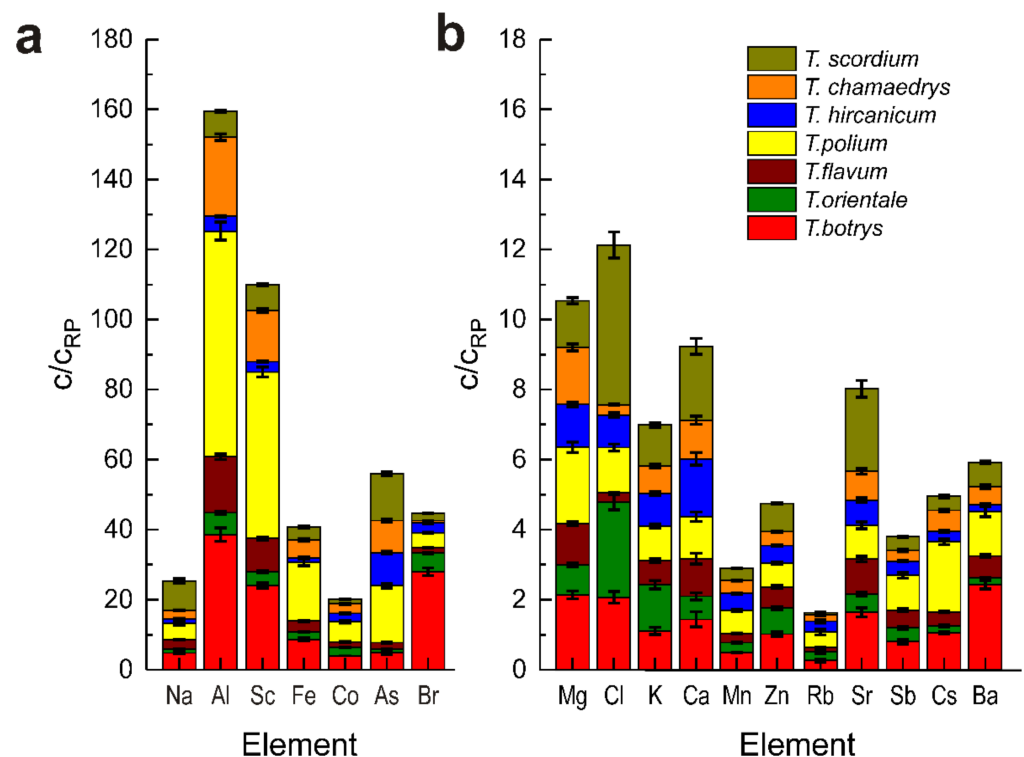 a
180
160
140
120
100
80
60
40
20
0
c/cRP
Na Al Sc Fe Co As Br
Element
b
18
16
14
12
10
8
6
4
2
0
c/cRP
T. scordium
T. chamaedrys
T. hircanicum
T.polium
T.flavum
T.orientale
T.botrys
Mg Cl K Ca Mn Zn Rb Sr Sb Cs Ba
Element